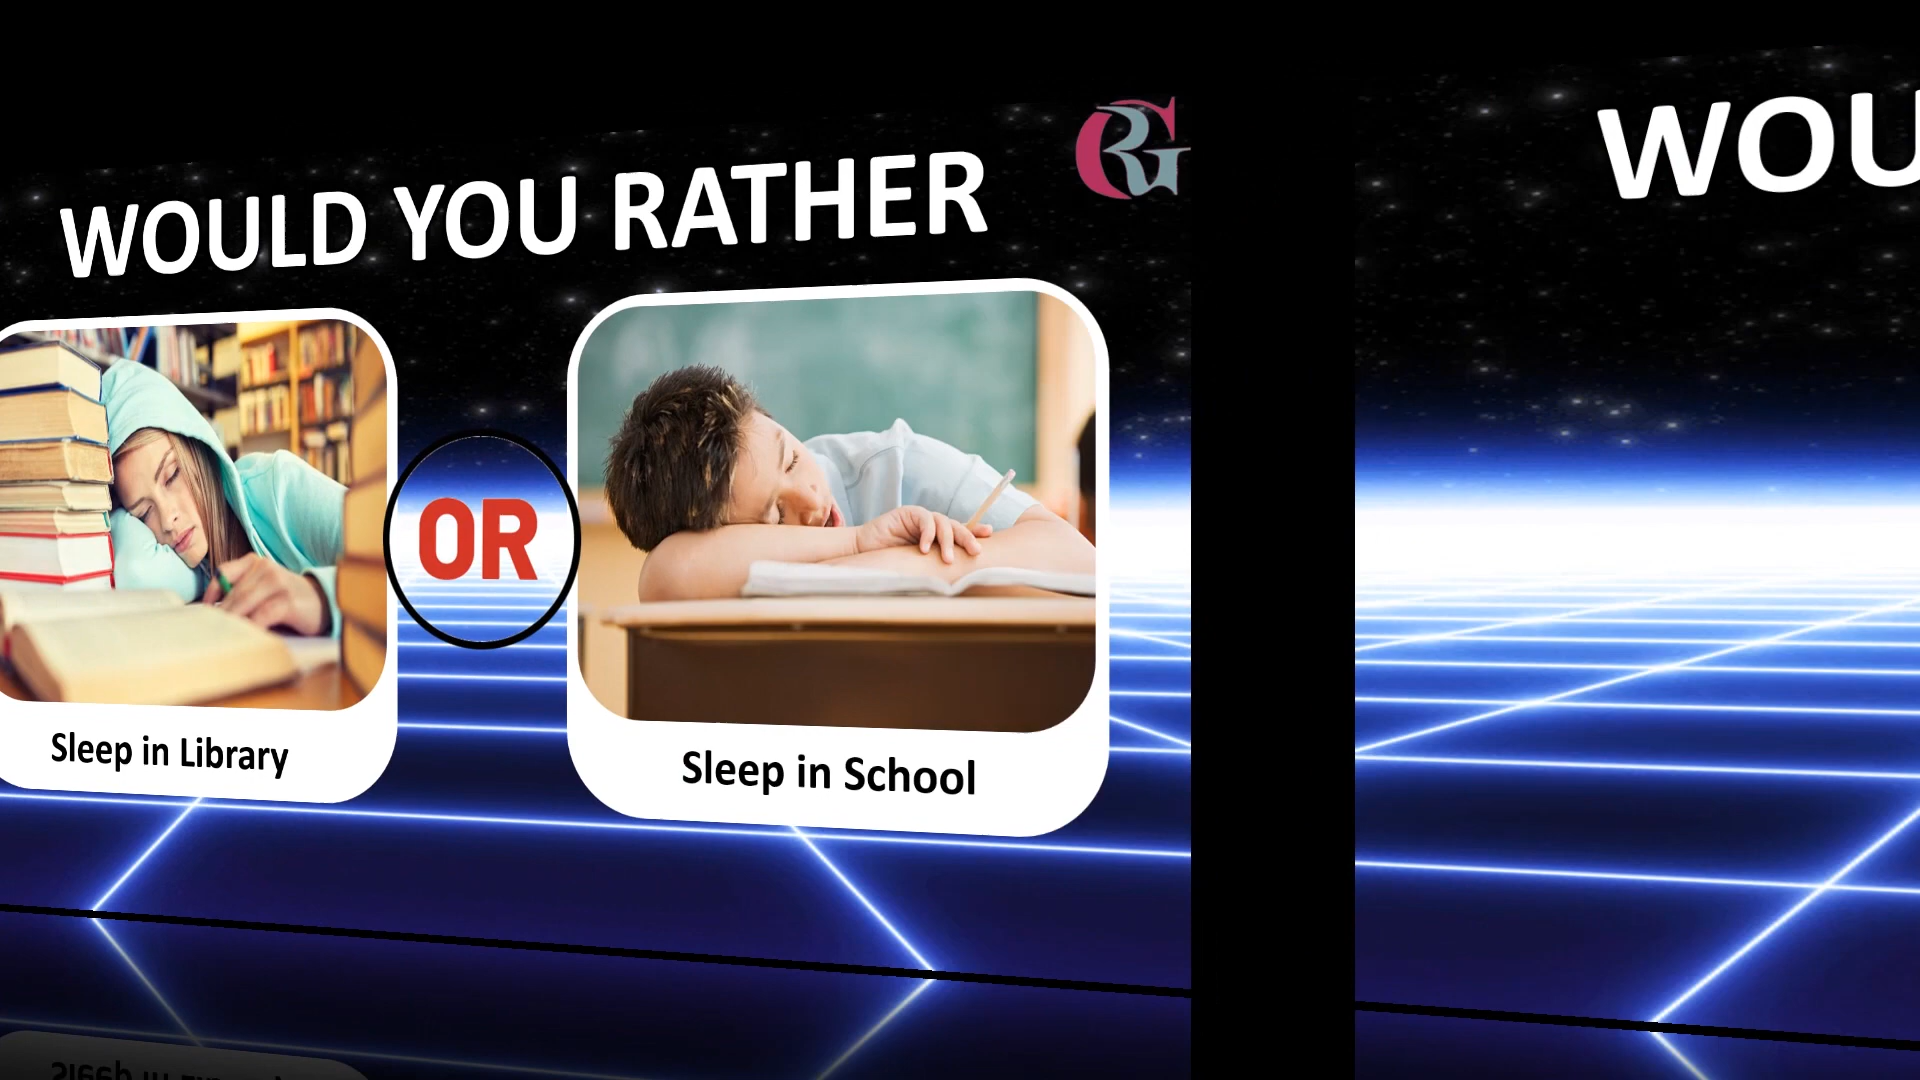 WOULD YOU RATHER
OR
Sleep in Library
Sleep in School
WOU